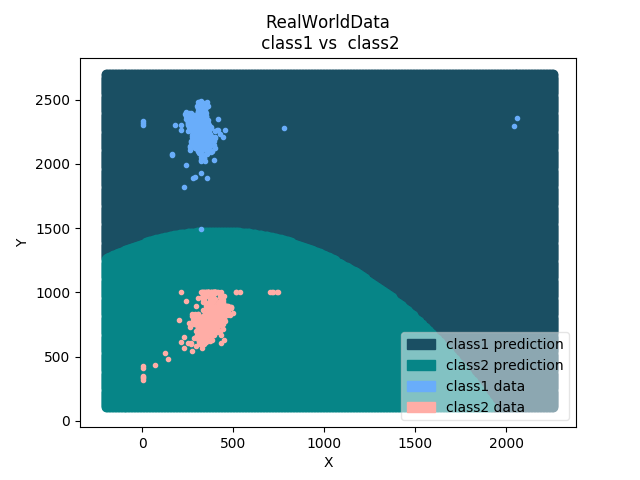 RealWorldData
class1 vs  class2
Y
2500
2000
1500
1000
500
0
0
500
1000
1500
2000
X
class1 prediction
class2 prediction
class1 data
class2 data